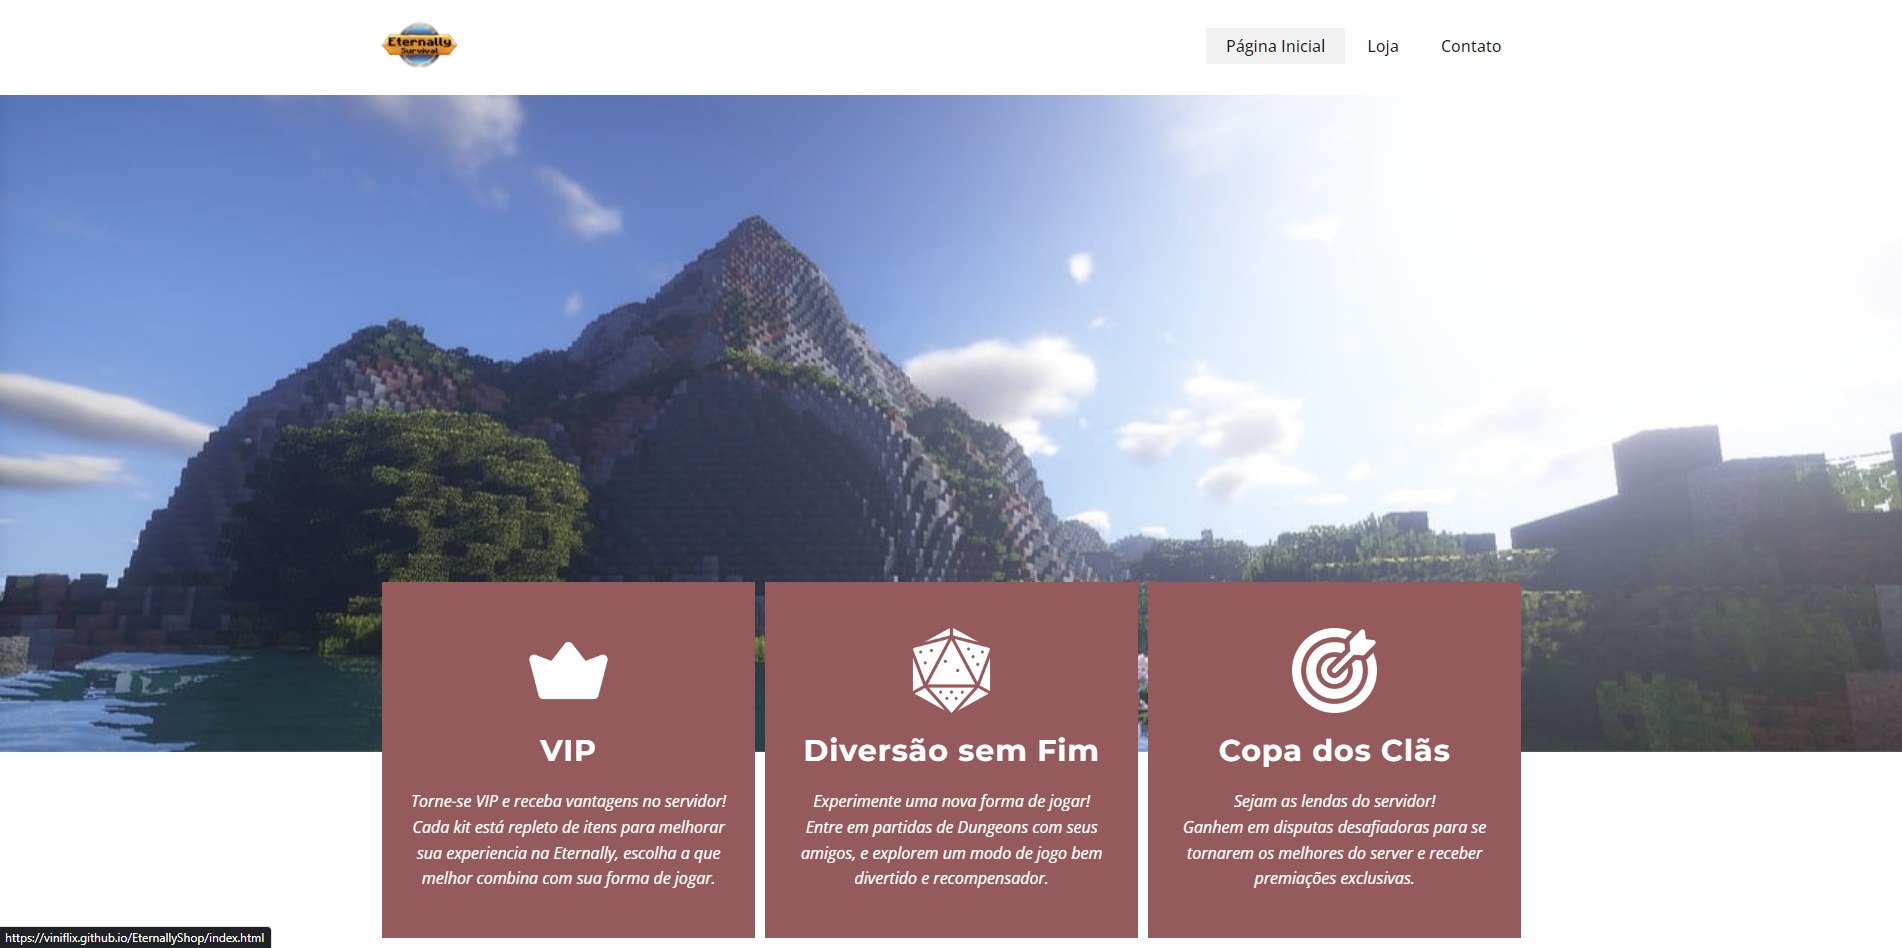 Eternally
Survival
Página Inicial
Loja
Contato
VIP
Torne-se VIP e receba vantagens no servidor!
Cada kit está repleto de itens para melhorar
sua experiencia na Eternally, escolha a que
melhor combina com sua forma de jogar.
Diversão sem Fim
Experimente uma nova forma de jogar!
Entre em partidas de Dungeons com seus
amigos, e explorem um modo de jogo bem
divertido e recompensador.
Copa dos Clãs
Sejam as lendas do servidor!
Ganhem em disputas desafiadoras para se
tornarem os melhores do server e receber
premiações exclusivas.
https://viniflix.github.io/EternallyShop/index.html